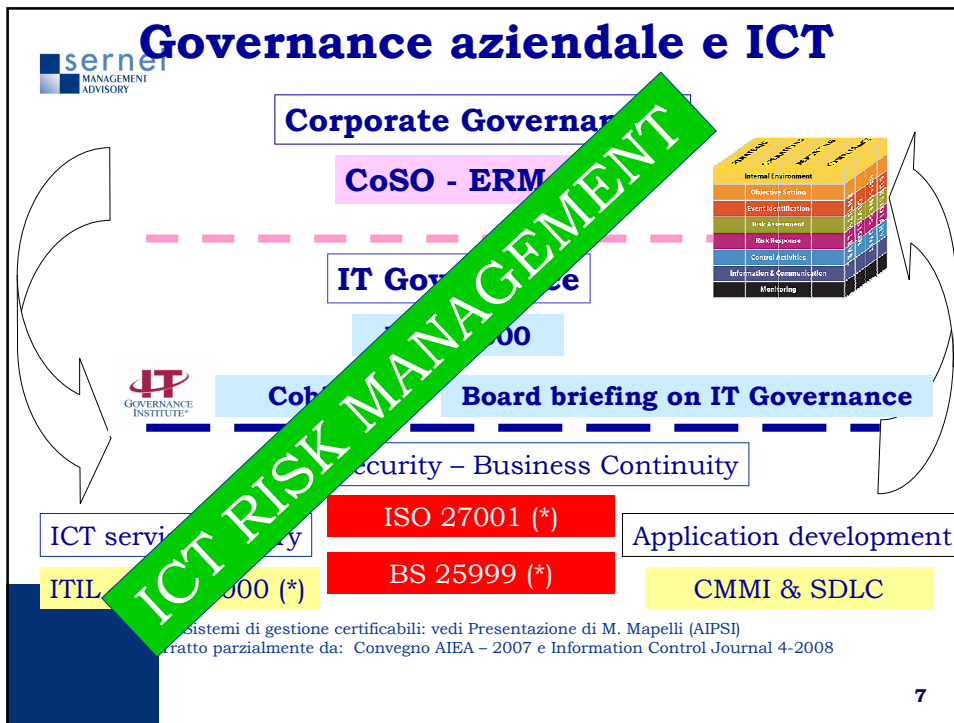 Governance aziendale e ICT
sernet
MANAGEMENT
ADVISORY
Corporate Governan
CoSO - ERM
Internal Environment
Objective Setting
Event Identification
Risk Assessment
Risk Response
Control Activities
Information & Communication
Monitoring
IT Gov ce
000
IT
GOVERNANCE
INSTITUTE
Cob
Board briefing on IT Governance
ecurity – Business Continuity
ICT servi ry
ISO 27001 (*)
Application development
ITIL 000 (*)
BS 25999 (*)
CMMI & SDLC
ICT RISK MANAGEMENT
Sistemi di gestione certificabili: vedi Presentazione di M. Mapelli (AIPSI)
ratto parzialmente da: Convegno AIEA – 2007 e Information Control Journal 4-2008
7